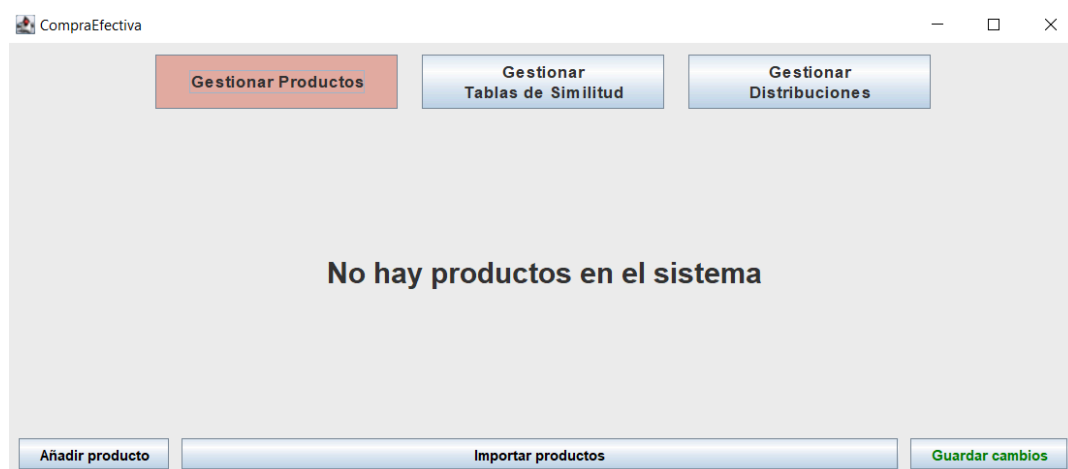 CompraEfectiva
Gestionar Productos
Gestionar
Tablas de Similitud
Gestionar
Distribuciones
No hay productos en el sistema
Añadir producto
Importar productos
Guardar cambios